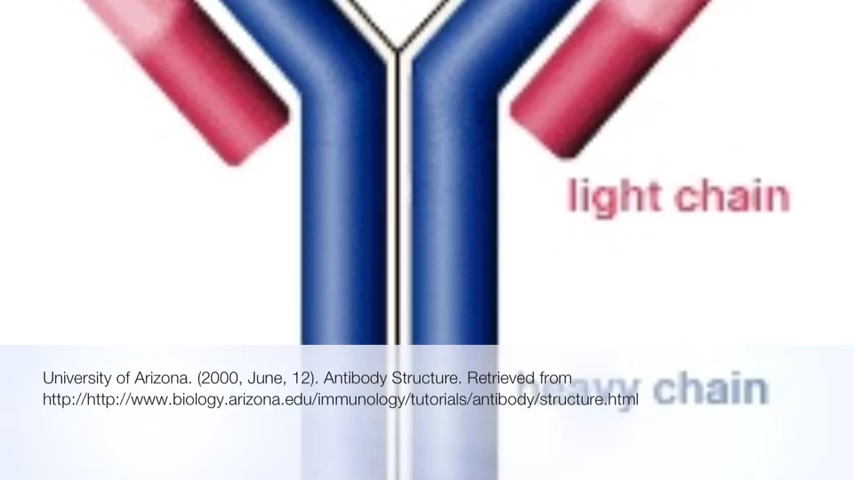 light chain
University of Arizona. (2000, June, 12). Antibody Structure. Retrieved from
http://http://www.biology.arizona.edu/immunology/tutorials/antibody/structure.html
heavy chain